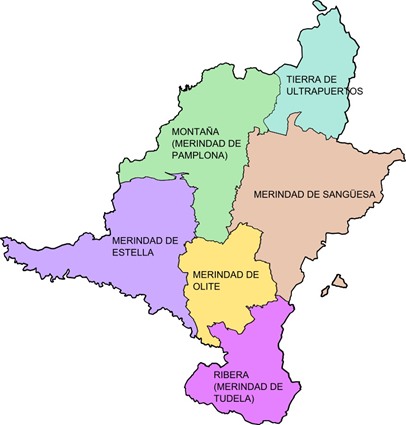 TIERRA DE
ULTRAPUERTOS
MONTAÑA
(MERINDAD DE
PAMPLONA)
MERINDAD DE SANGÜESA
MERINDAD DE
ESTELLA
MERINDAD DE
OLITE
RIBERA
(MERINDAD DE
TUDELA)